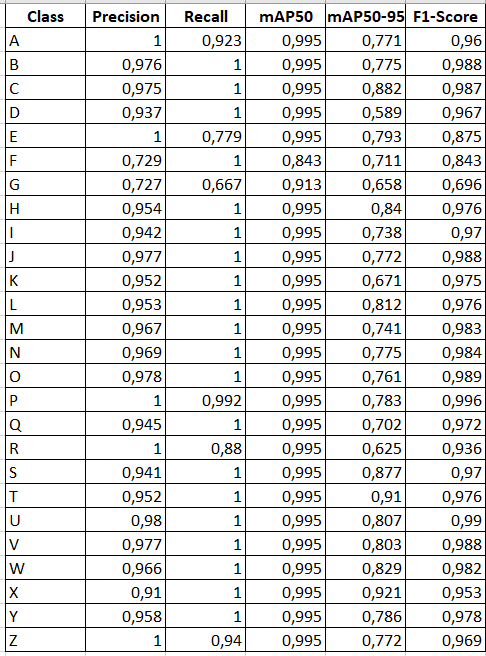 Class Precision Recall mAP50 mAP50-95 F1-Score
A 1 0,923 0,995 0,771 0,96
B 0,976 1 0,995 0,775 0,988
C 0,975 1 0,995 0,882 0,987
D 0,937 1 0,995 0,589 0,967
E 1 0,779 0,995 0,793 0,875
F 0,729 1 0,843 0,711 0,843
G 0,727 0,667 0,913 0,658 0,696
H 0,954 1 0,995 0,84 0,976
I 0,942 1 0,995 0,738 0,97
J 0,977 1 0,995 0,772 0,988
K 0,952 1 0,995 0,671 0,975
L 0,953 1 0,995 0,812 0,976
M 0,967 1 0,995 0,741 0,983
N 0,969 1 0,995 0,775 0,984
O 0,978 1 0,995 0,761 0,989
P 1 0,992 0,995 0,783 0,996
Q 0,945 1 0,995 0,702 0,972
R 1 0,88 0,995 0,625 0,936
S 0,941 1 0,995 0,877 0,97
T 0,952 1 0,995 0,91 0,976
U 0,98 1 0,995 0,807 0,99
V 0,977 1 0,995 0,803 0,988
W 0,966 1 0,995 0,829 0,982
X 0,91 1 0,995 0,921 0,953
Y 0,958 1 0,995 0,786 0,978
Z 1 0,94 0,995 0,772 0,969